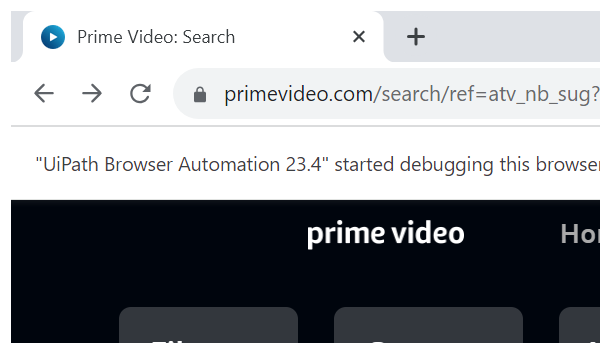 Prime Video: Search
primevideo.com/search/ref=atv_nb_sug?
"UiPath Browser Automation 23.4" started debugging this browser
prime video